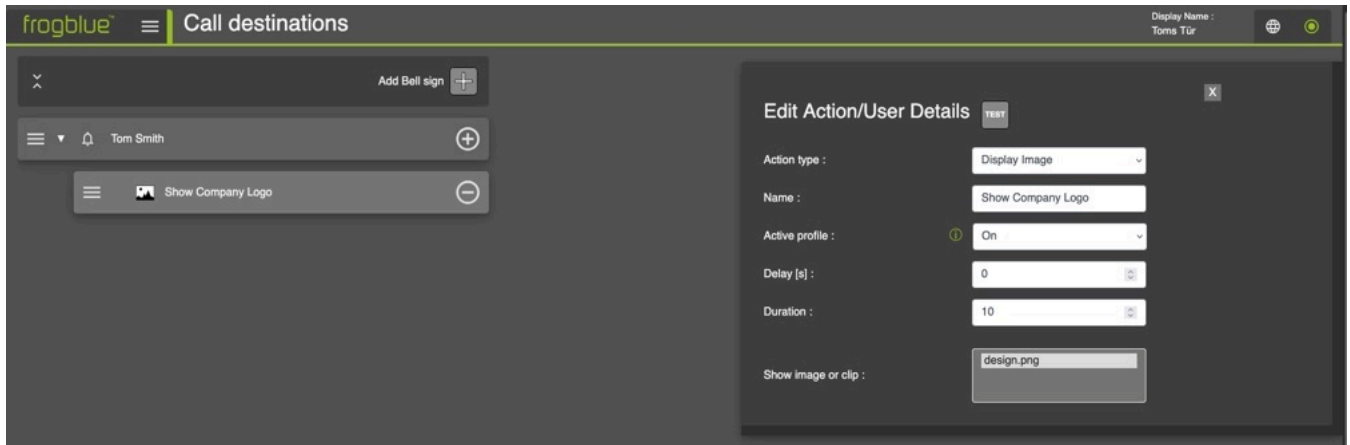 frogblue™
Call destinations
Display Name :
Toms Tür
Add Bell sign
Tom Smith
Show Company Logo
X
Edit Action/User Details TEST
Action type : Display Image
Name : Show Company Logo
Active profile : On
Delay [s] : 0
Duration : 10
Show image or clip : design.png